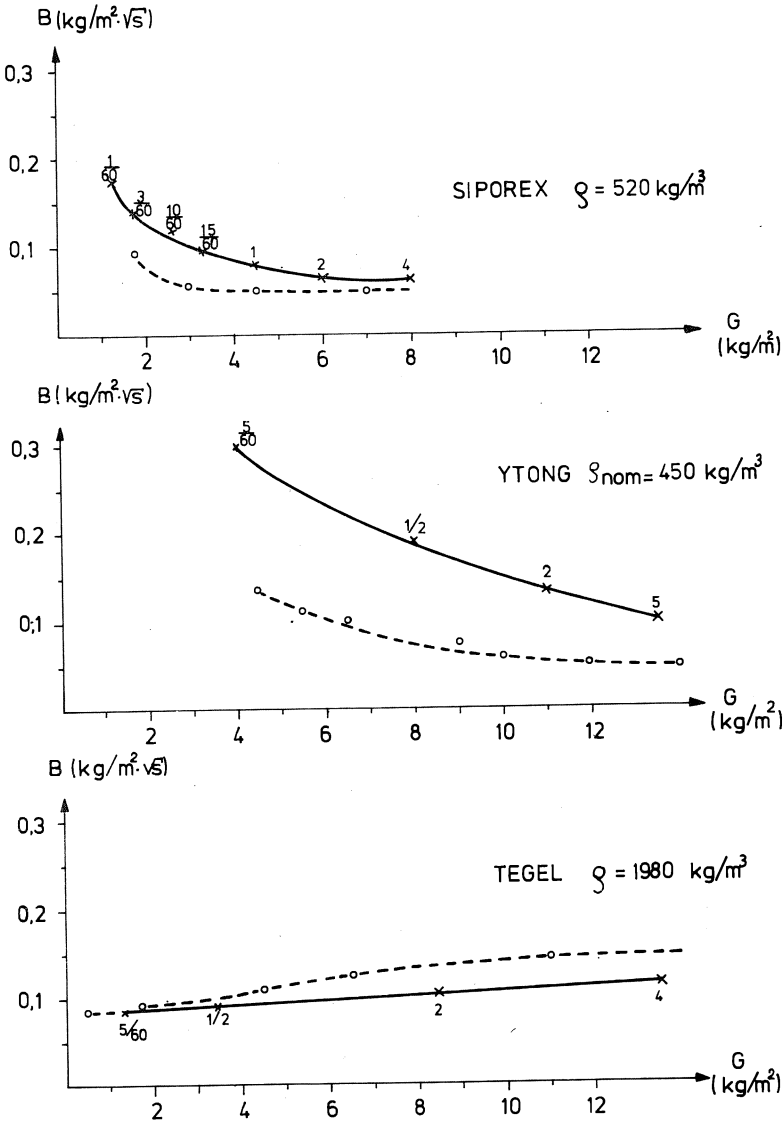 B (kg/m²·√s)
0,3
0,2
0,1
1/60
3/60
10/60
15/60
1
2
4
SIPOREX ρ = 520 kg/m³
2 4 6 8 10 12
G
(kg/m²)
B (kg/m²·√s)
0,3
0,2
0,1
5/60
1/2
2
5
YTONG ρnom = 450 kg/m³
2 4 6 8 10 12
G
(kg/m²)
B (kg/m²·√s)
0,3
0,2
0,1
TEGEL ρ = 1980 kg/m³
5/60
1/2
2
4
2 4 6 8 10 12
G
(kg/m²)